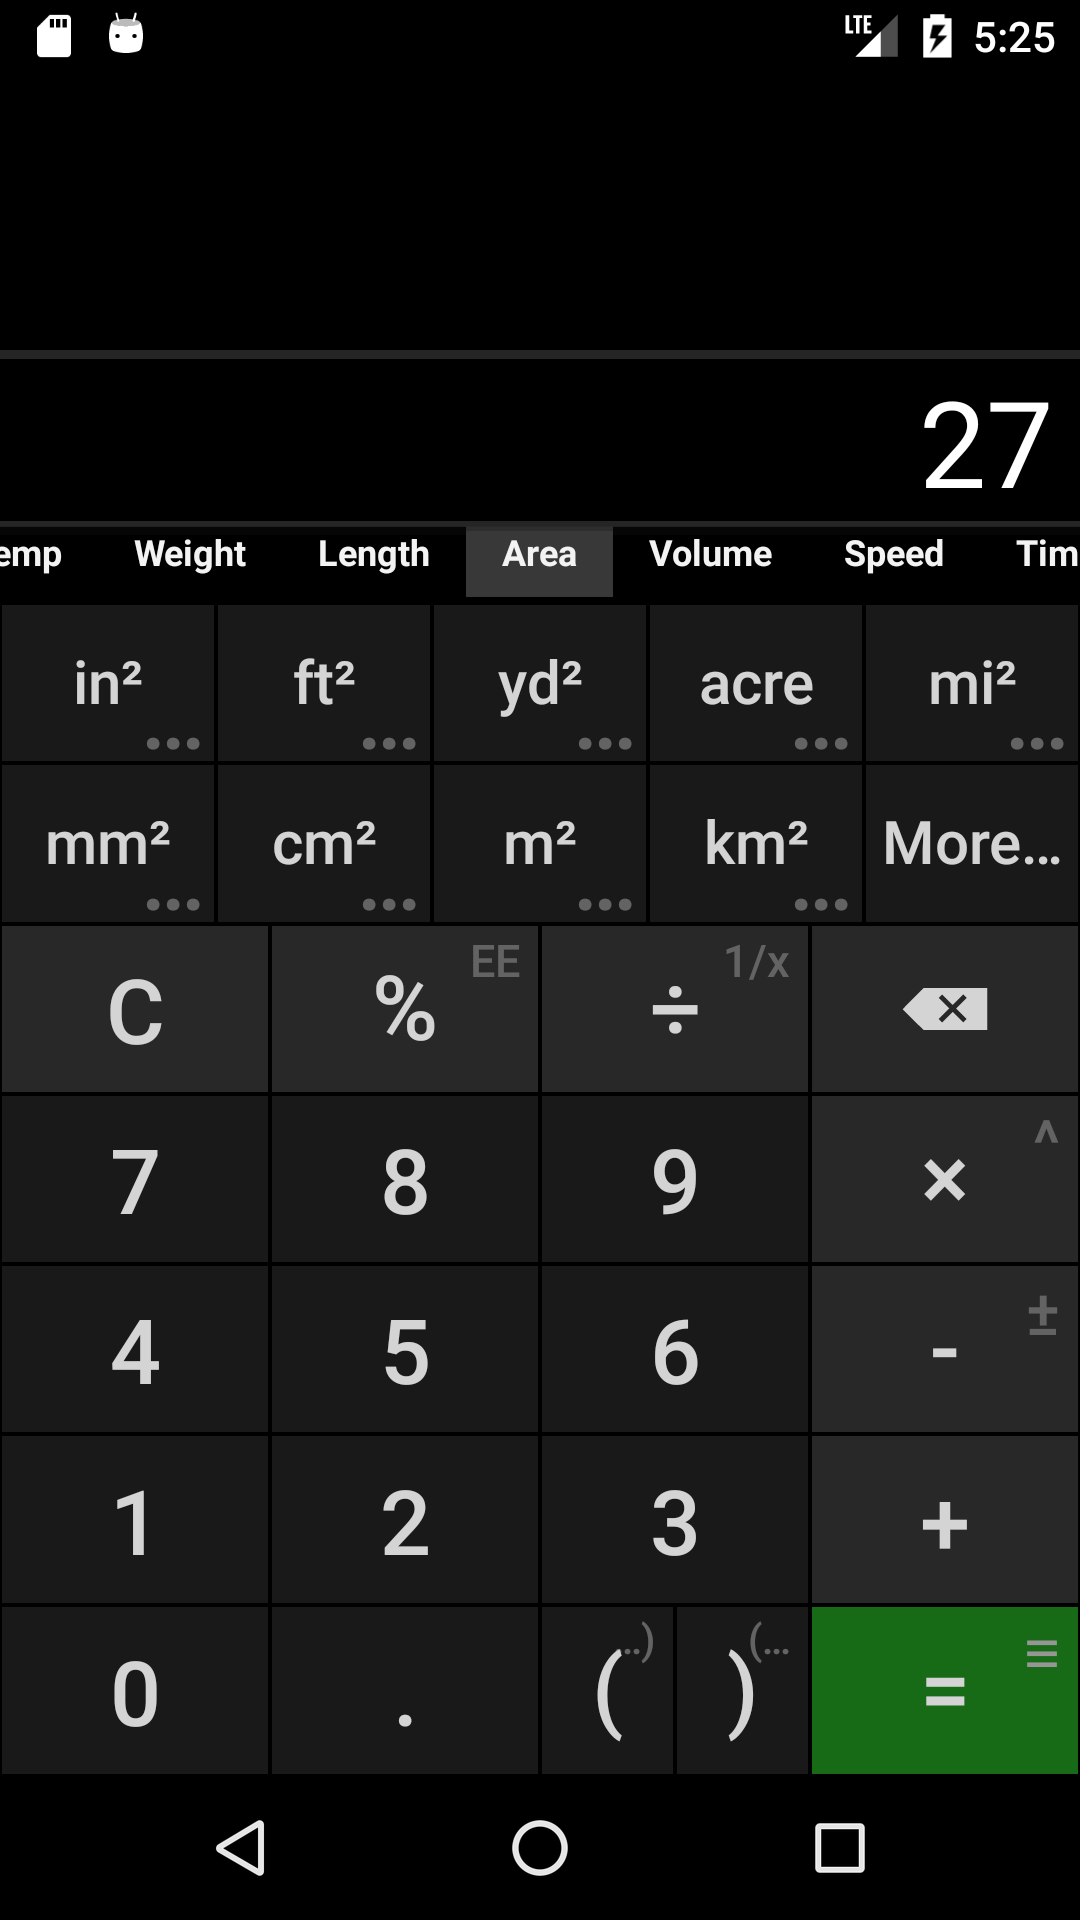 LTE 5:25
27
emp Weight Length Area Volume Speed Tim
in² ft² yd² acre mi²
mm² cm² m² km² More...
C % EE ÷ 1/x
7 8 9 × ^
4 5 6 - ±
1 2 3 +
0 . ( ..) ) (... =